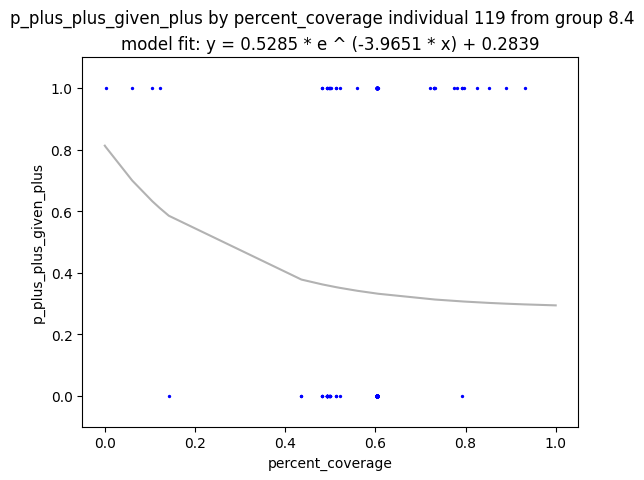 p_plus_plus_given_plus by percent_coverage individual 119 from group 8.4
model fit: y = 0.5285 * e ^ (-3.9651 * x) + 0.2839
1.0
0.8
0.6
0.4
0.2
0.0
p_plus_plus_given_plus
0.0 0.2 0.4 0.6 0.8 1.0
percent_coverage